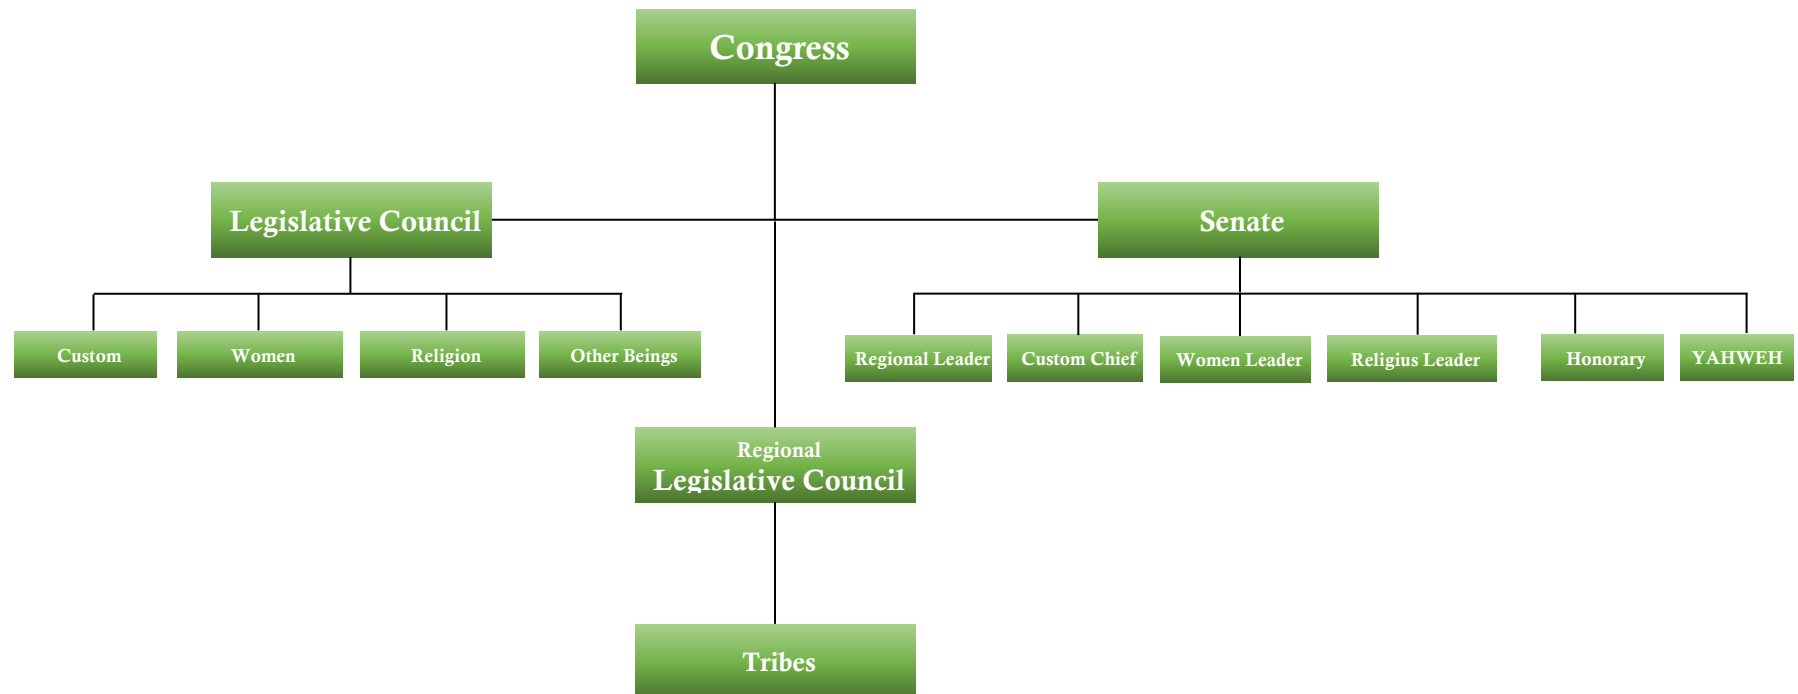 Congress
Legislative Council
Senate
Custom
Women
Religion
Other Beings
Regional Leader
Custom Chief
Women Leader
Religius Leader
Honorary
YAHWEH
Regional
Legislative Council
Tribes